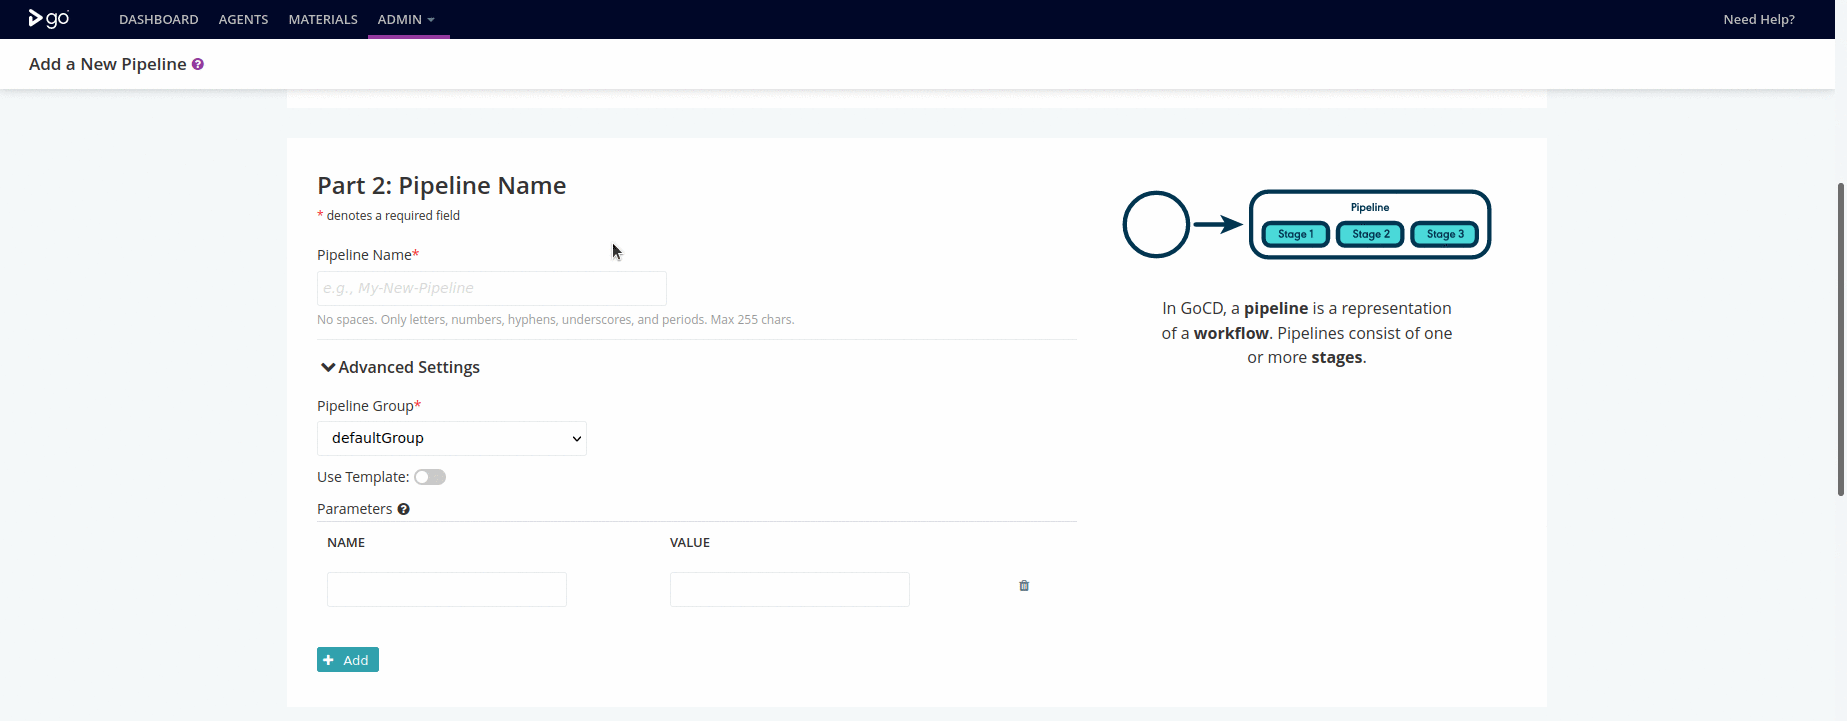 go
DASHBOARD
AGENTS
MATERIALS
ADMIN
Need Help?
Add a New Pipeline ?
Part 2: Pipeline Name
* denotes a required field
Pipeline Name*
e.g., My-New-Pipeline
No spaces. Only letters, numbers, hyphens, underscores, and periods. Max 255 chars.
Advanced Settings
Pipeline Group*
defaultGroup
Use Template:
Parameters ?
NAME
VALUE
+ Add
Pipeline
Stage 1
Stage 2
Stage 3
In GoCD, a pipeline is a representation
of a workflow. Pipelines consist of one
or more stages.